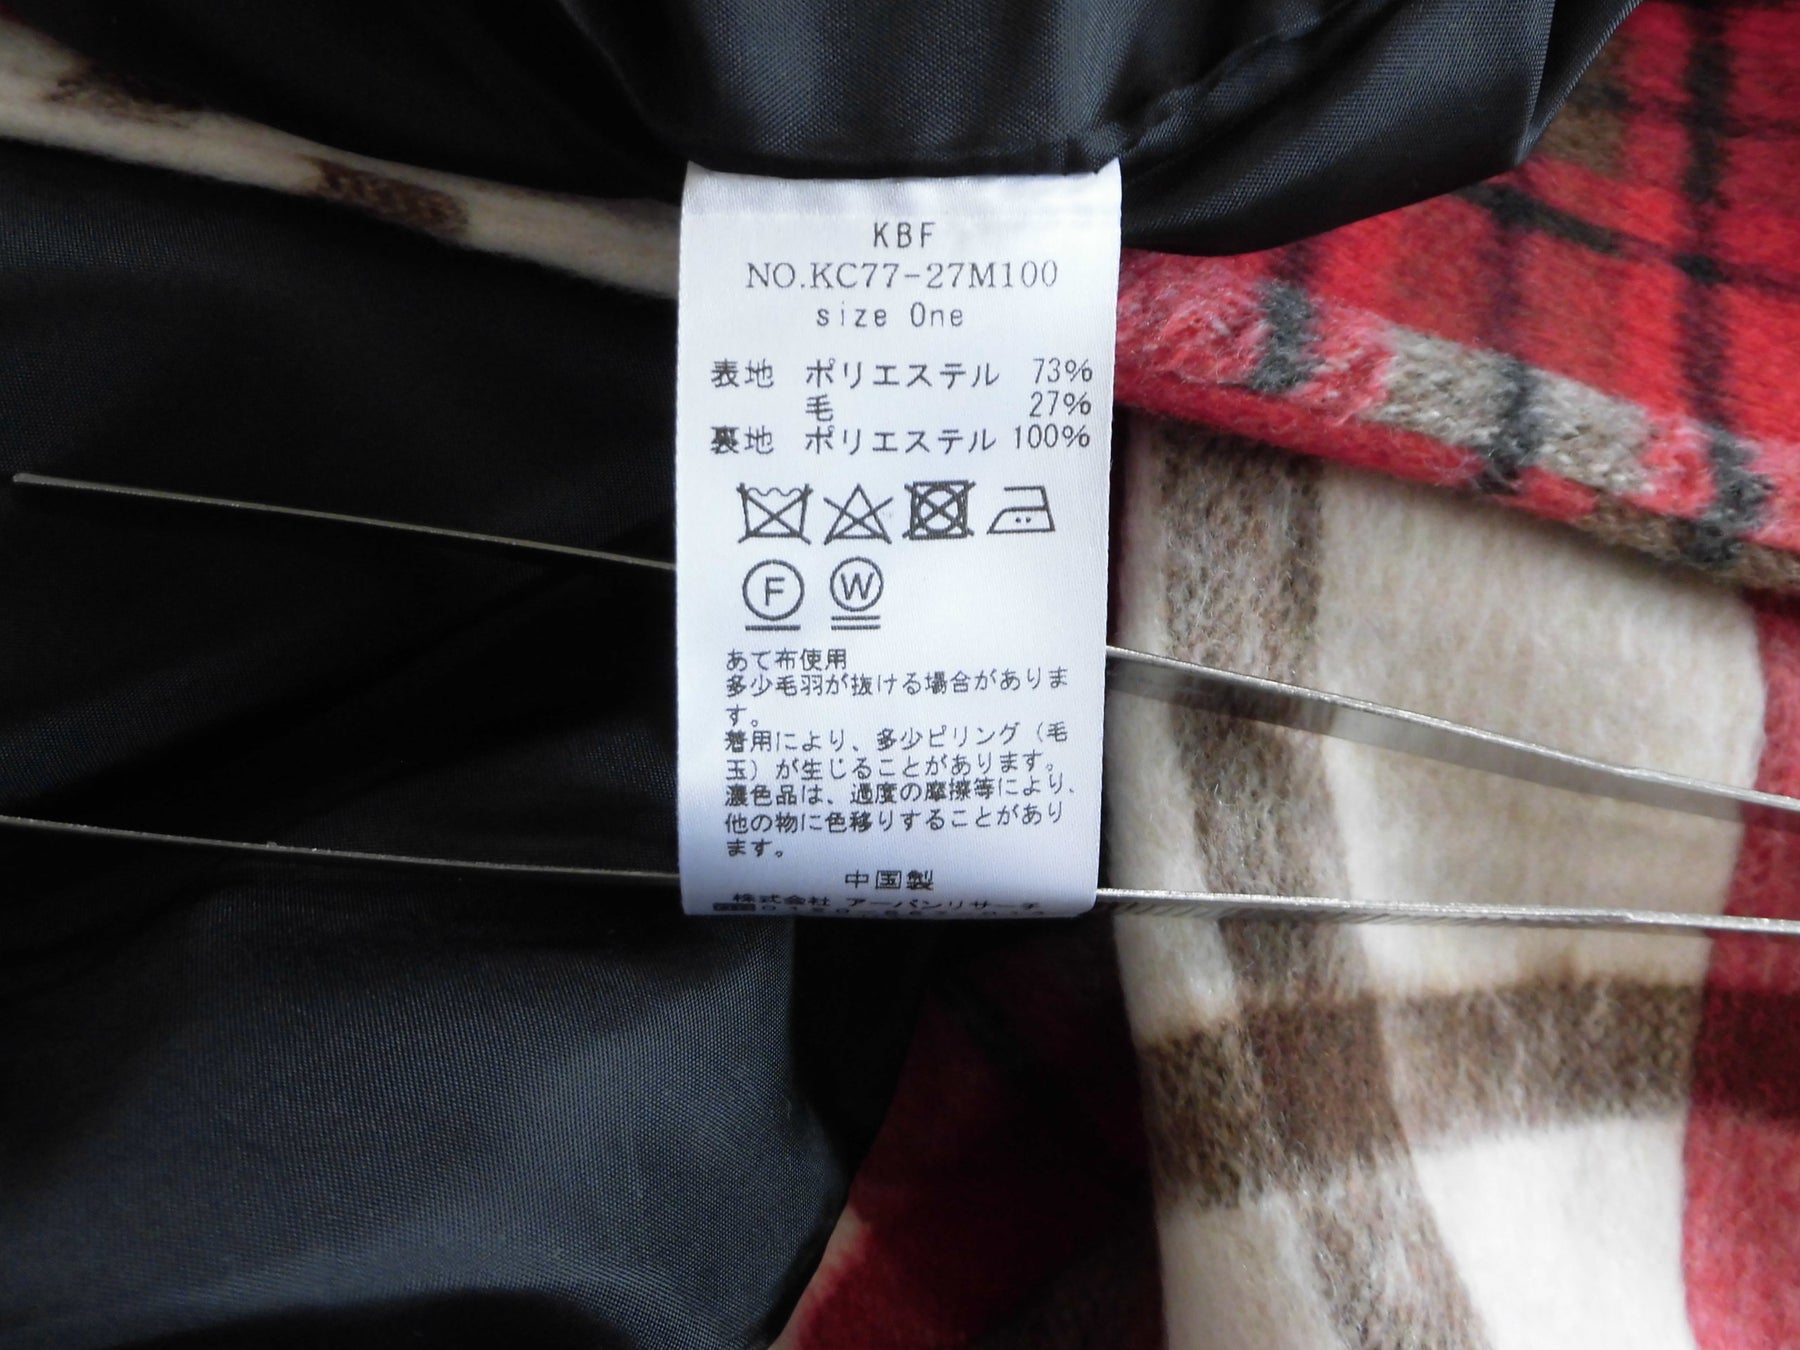 KBF
NO.KC77-27M100
size One
表地 ポリエステル 73%
毛 27%
裏地 ポリエステル 100%
F W
あて布使用
多少毛羽が抜ける場合がありま
す。
着用により、多少ピリング（毛
玉）が生じることがあります。
濃色品は、過度の摩擦等により、
他の物に色移りすることがあり
ます。
中国製
株式会社 アーバンリサーチ